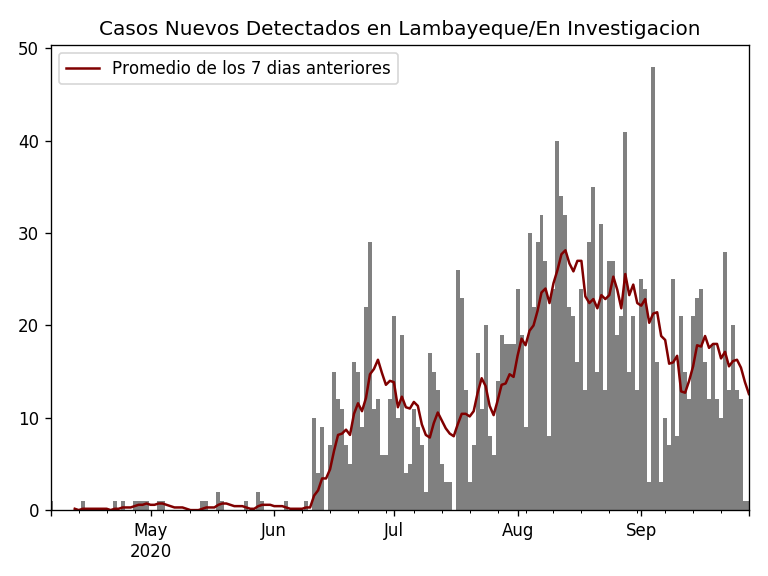 Casos Nuevos Detectados en Lambayeque/En Investigacion
Promedio de los 7 dias anteriores
50
40
30
20
10
0
May Jun Jul Aug Sep
2020